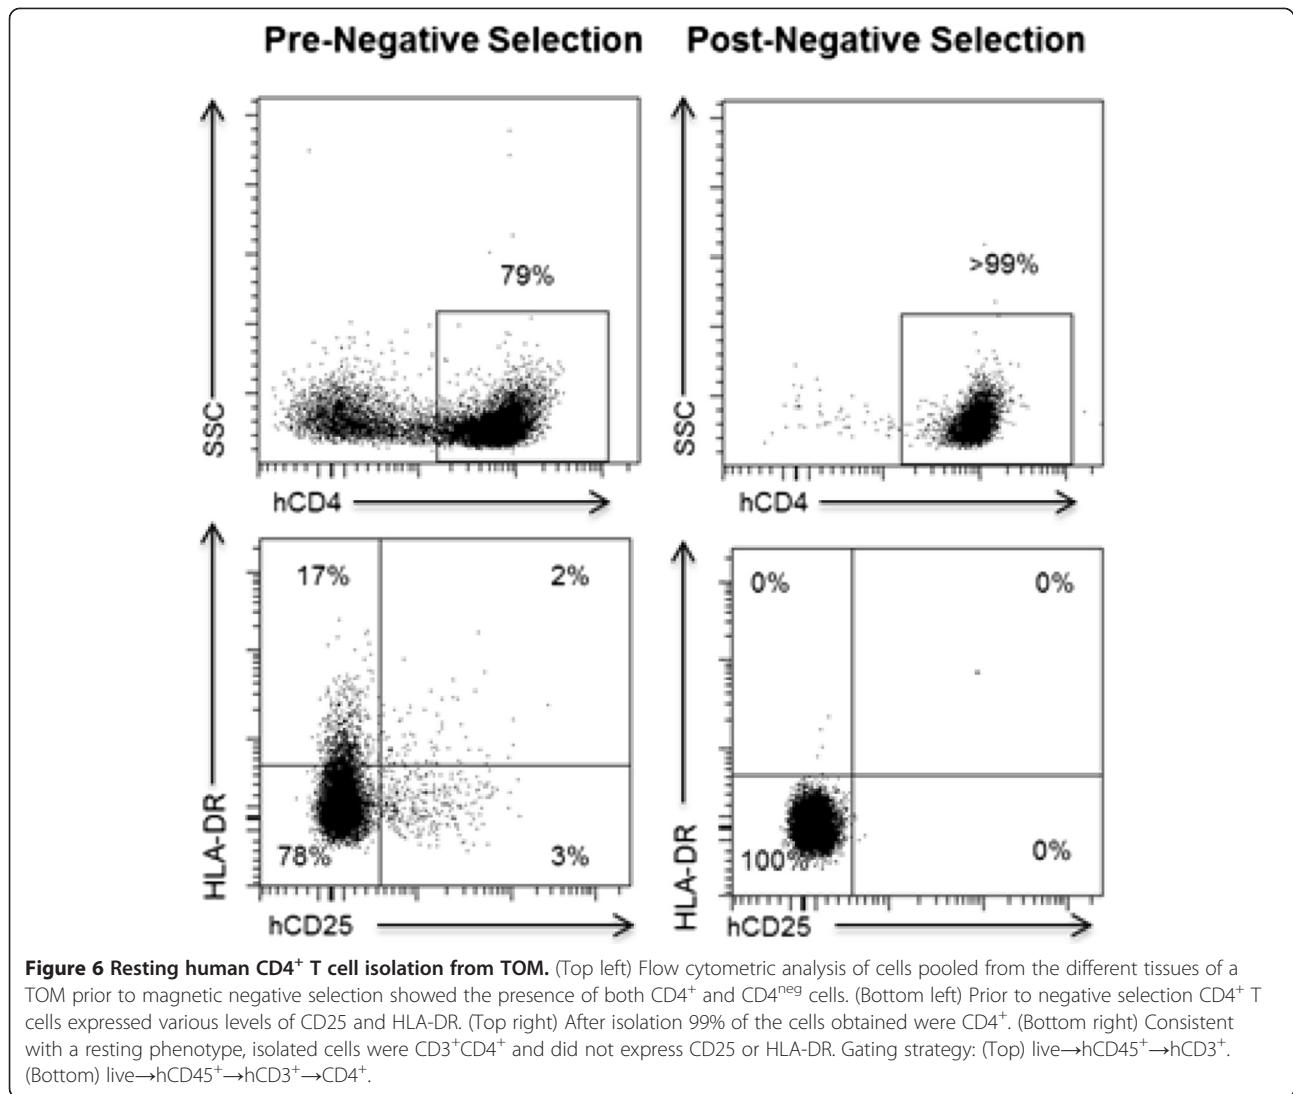 Pre-Negative Selection
Post-Negative Selection
SSC
79%
hCD4
SSC
>99%
hCD4
HLA-DR
17%
2%
78%
3%
hCD25
HLA-DR
0%
0%
100%
0%
hCD25
Figure 6 Resting human CD4⁺ T cell isolation from TOM. (Top left) Flow cytometric analysis of cells pooled from the different tissues of a
TOM prior to magnetic negative selection showed the presence of both CD4⁺ and CD4ⁿᵉᵍ cells. (Bottom left) Prior to negative selection CD4⁺ T
cells expressed various levels of CD25 and HLA-DR. (Top right) After isolation 99% of the cells obtained were CD4⁺. (Bottom right) Consistent
with a resting phenotype, isolated cells were CD3⁺CD4⁺ and did not express CD25 or HLA-DR. Gating strategy: (Top) live→hCD45⁺→hCD3⁺.
(Bottom) live→hCD45⁺→hCD3⁺→CD4⁺.